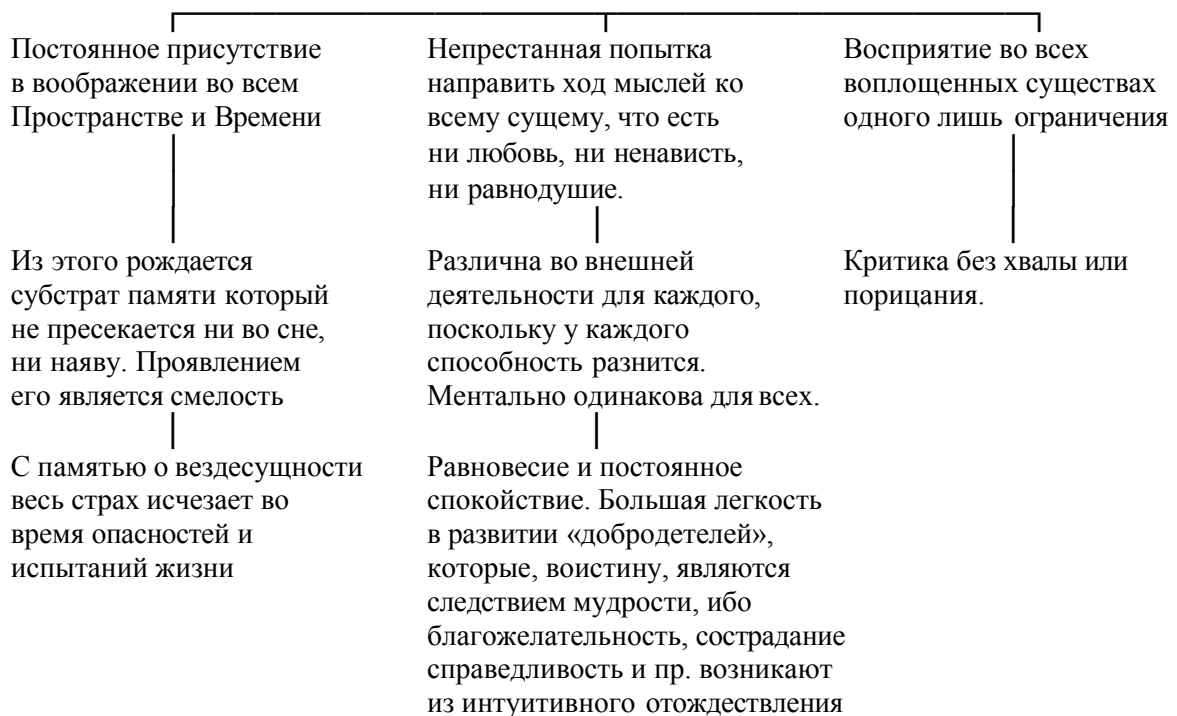 Постоянное присутствие
в воображении во всем
Пространстве и Времени
Из этого рождается
субстрат памяти который
не пресекается ни во сне,
ни наяву. Проявлением
его является смелость
С памятью о вездесущности
весь страх исчезает во
время опасностей и
испытаний жизни
Непрестанная попытка
направить ход мыслей ко
всему сущему, что есть
ни любовь, ни ненависть,
ни равнодушие.
Различна во внешней
деятельности для каждого,
поскольку у каждого
способность разнится.
Ментально одинакова для всех.
Равновесие и постоянное
спокойствие. Большая легкость
в развитии «добродетелей»,
которые, воистину, являются
следствием мудрости, ибо
благожелательность, сострадание
справедливость и пр. возникают
из интуитивного отождествления
Восприятие во всех
воплощенных существах
одного лишь ограничения
Критика без хвалы или
порицания.